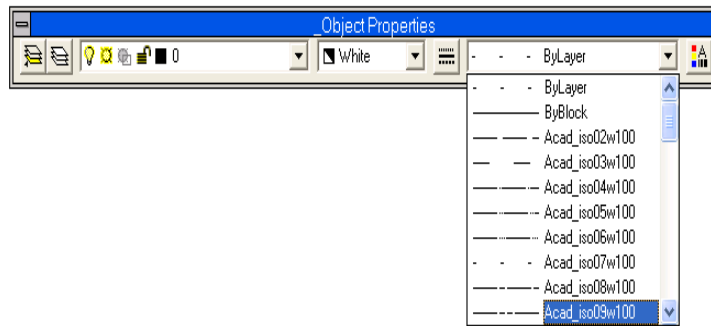 _Object Properties
0 White ByLayer
ByLayer
ByBlock
Acad_iso02w100
Acad_iso03w100
Acad_iso04w100
Acad_iso05w100
Acad_iso06w100
Acad_iso07w100
Acad_iso08w100
Acad_iso09w100